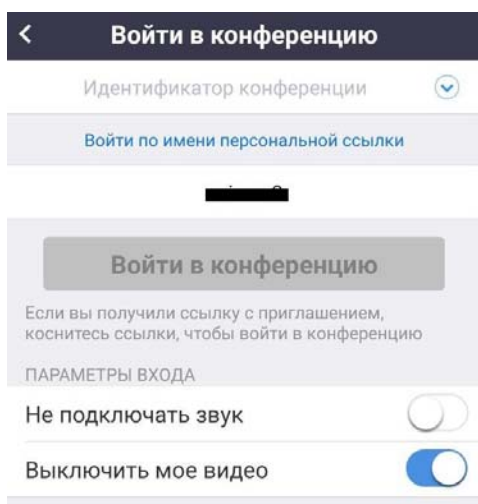 Войти в конференцию
Идентификатор конференции
Войти по имени персональной ссылки
Войти в конференцию
Если вы получили ссылку с приглашением,
коснитесь ссылки, чтобы войти в конференцию
ПАРАМЕТРЫ ВХОДА
Не подключать звук
Выключить мое видео